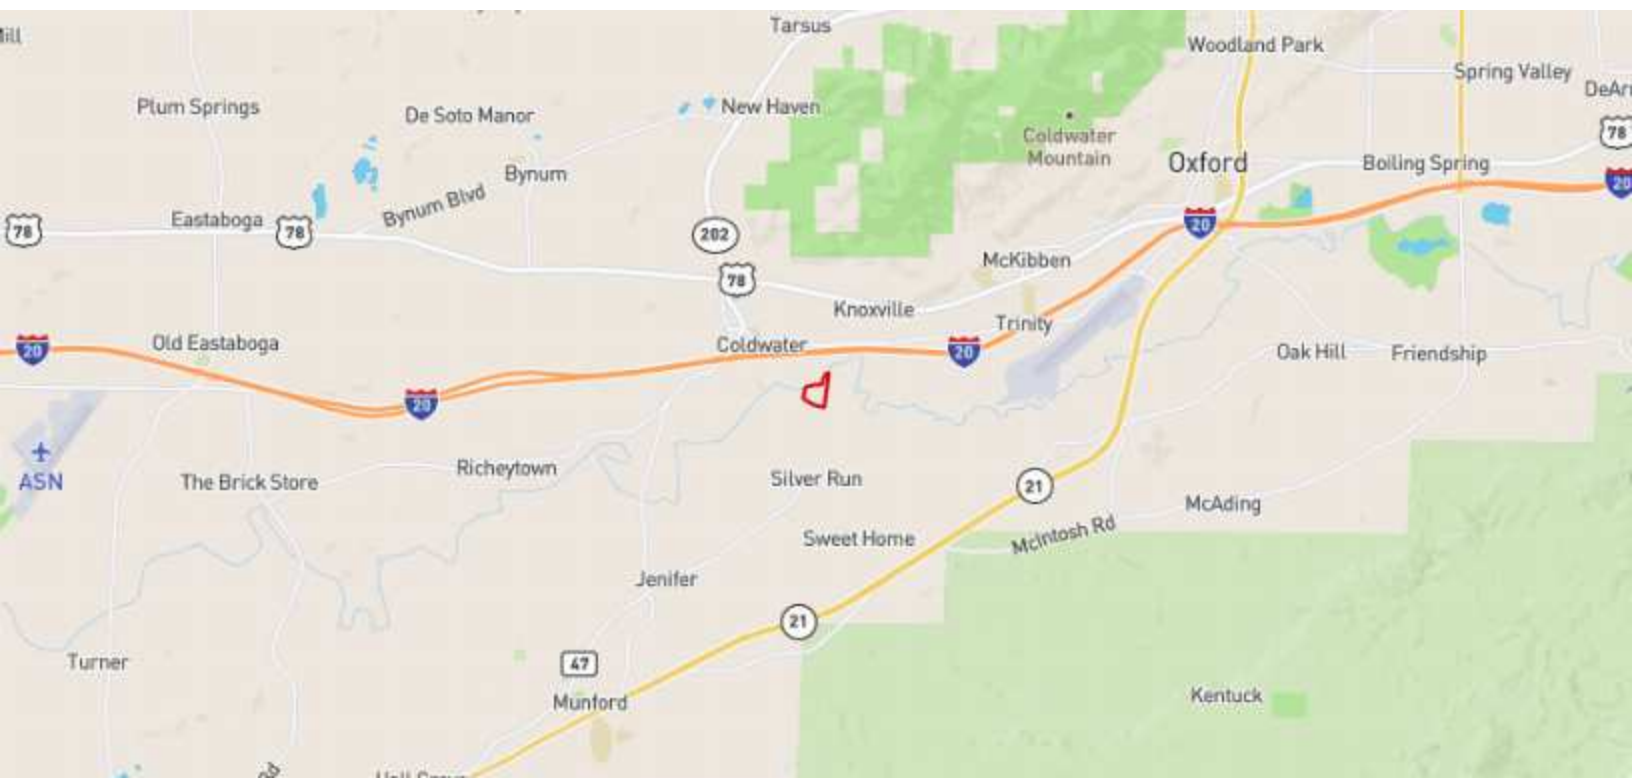 Tarsus
Woodland Park
Spring Valley
Plum Springs
De Soto Manor
New Haven
78
Coldwater
Mountain
Oxford
Boiling Spring
Bynum
20
Bynum Blvd
Eastaboga
78
78
202
20
McKibben
78
Knoxville
Trinity
Old Eastaboga
20
Coldwater
20
Oak Hill
Friendship
20
ASN
The Brick Store
Richeytown
Silver Run
21
McAding
Sweet Home
McIntosh Rd
Jenifer
21
Turner
47
Munford
Kentuck
Rd